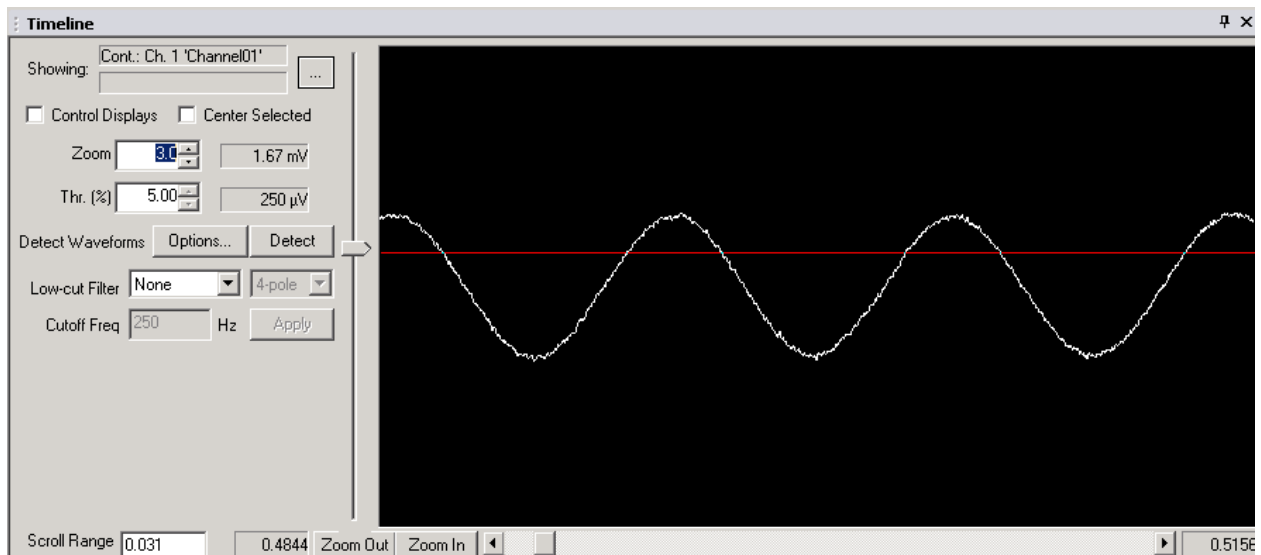 Timeline
Showing: Cont.: Ch. 1 'Channel01'
...
Control Displays Center Selected
Zoom 3.0 1.67 mV
Thr. (%) 5.00 250 µV
Detect Waveforms Options... Detect
Low-cut Filter None 4-pole
Cutoff Freq 250 Hz Apply
Scroll Range 0.031 0.4844 Zoom Out Zoom In 0.5156